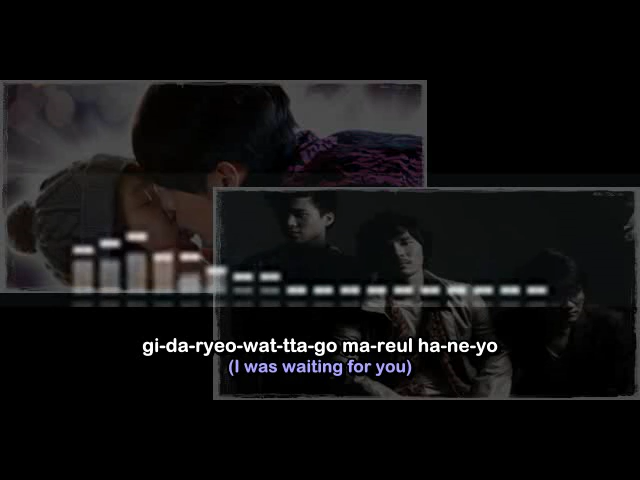 gi-da-ryeo-wat-tta-go ma-reul ha-ne-yo
(I was waiting for you)